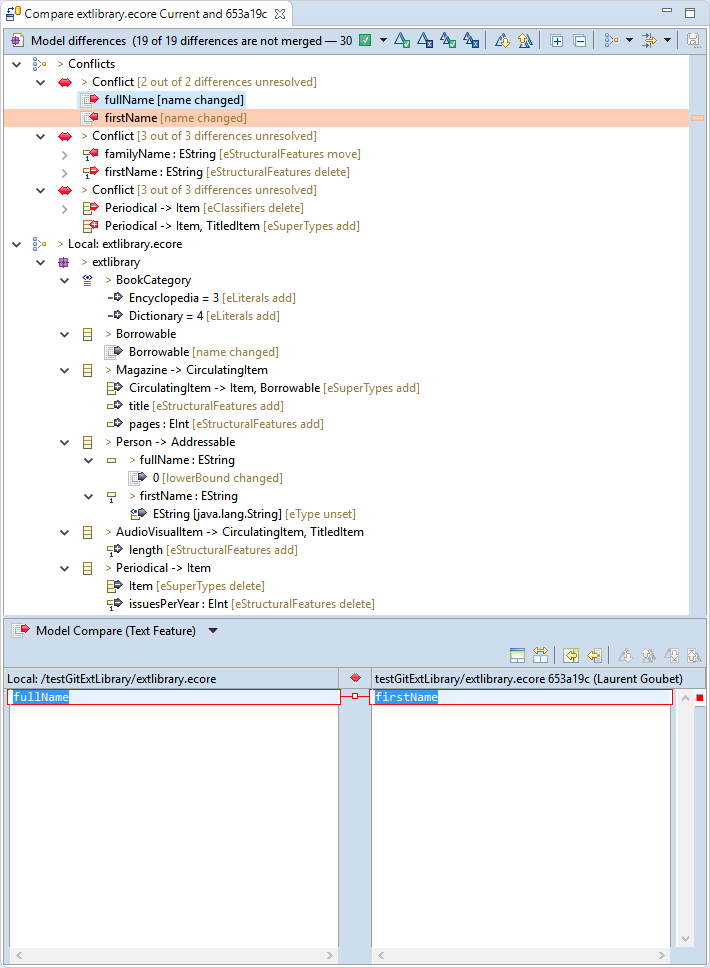 Compare extlibrary.ecore Current and 653a19c
Model differences (19 of 19 differences are not merged — 30
> Conflicts
> Conflict [2 out of 2 differences unresolved]
fullName [name changed]
firstName [name changed]
> Conflict [3 out of 3 differences unresolved]
familyName : EString [eStructuralFeatures move]
firstName : EString [eStructuralFeatures delete]
> Conflict [3 out of 3 differences unresolved]
Periodical -> Item [eClassifiers delete]
Periodical -> Item, TitledItem [eSuperTypes add]
> Local: extlibrary.ecore
> extlibrary
> BookCategory
Encyclopedia = 3 [eLiterals add]
Dictionary = 4 [eLiterals add]
> Borrowable
Borrowable [name changed]
> Magazine -> CirculatingItem
CirculatingItem -> Item, Borrowable [eSuperTypes add]
title [eStructuralFeatures add]
pages : EInt [eStructuralFeatures add]
> Person -> Addressable
> fullName : EString
0 [lowerBound changed]
> firstName : EString
EString [java.lang.String] [eType unset]
> AudioVisualItem -> CirculatingItem, TitledItem
length [eStructuralFeatures add]
> Periodical -> Item
Item [eSuperTypes delete]
issuesPerYear : EInt [eStructuralFeatures delete]
Model Compare (Text Feature)
Local: /testGitExtLibrary/extlibrary.ecore
testGitExtLibrary/extlibrary.ecore 653a19c (Laurent Goubet)
fullName
firstName